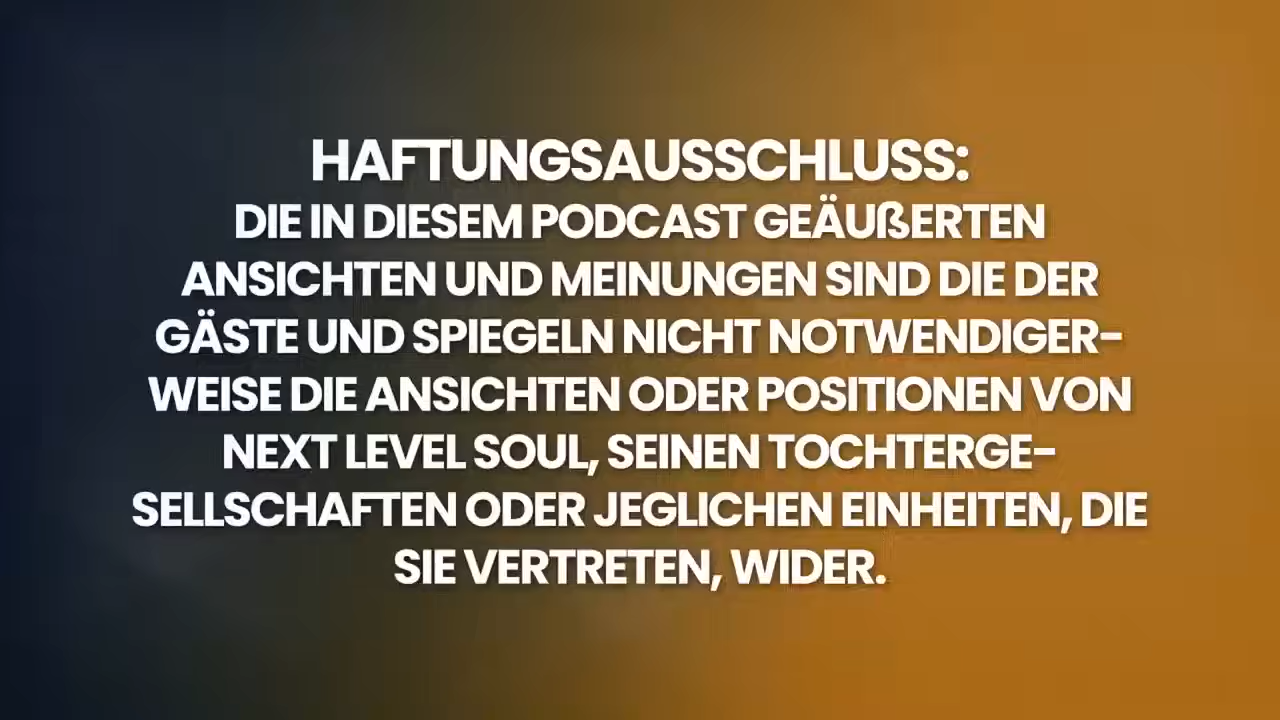 HAFTUNGSAUSSCHLUSS:
DIE IN DIESEM PODCAST GEÄUßERTEN
ANSICHTEN UND MEINUNGEN SIND DIE DER
GÄSTE UND SPIEGELN NICHT NOTWENDIGER-
WEISE DIE ANSICHTEN ODER POSITIONEN VON
NEXT LEVEL SOUL, SEINEN TOCHTERGE-
SELLSCHAFTEN ODER JEGLICHEN EINHEITEN, DIE
SIE VERTRETEN, WIDER.